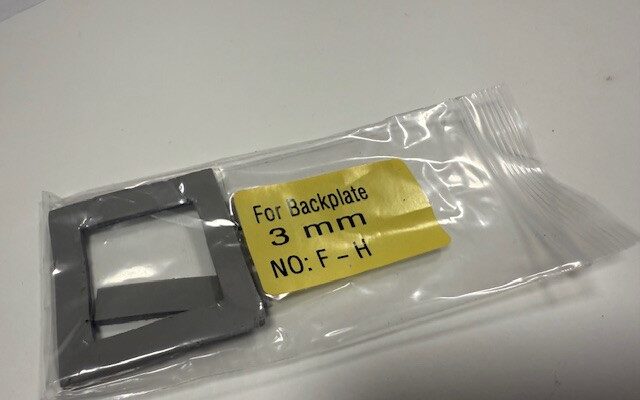 For Backplate
3 mm
NO: F - H